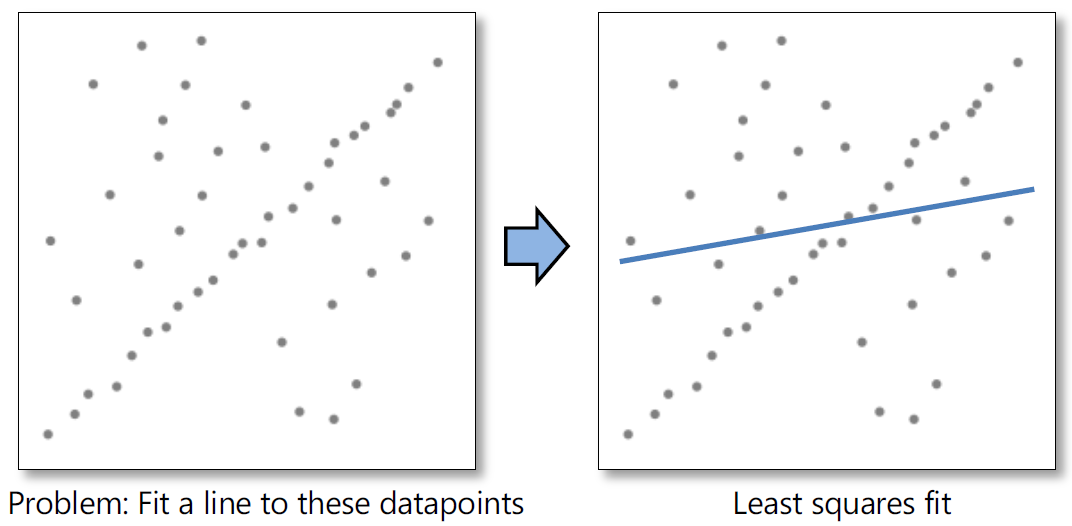 Problem: Fit a line to these datapoints
Least squares fit